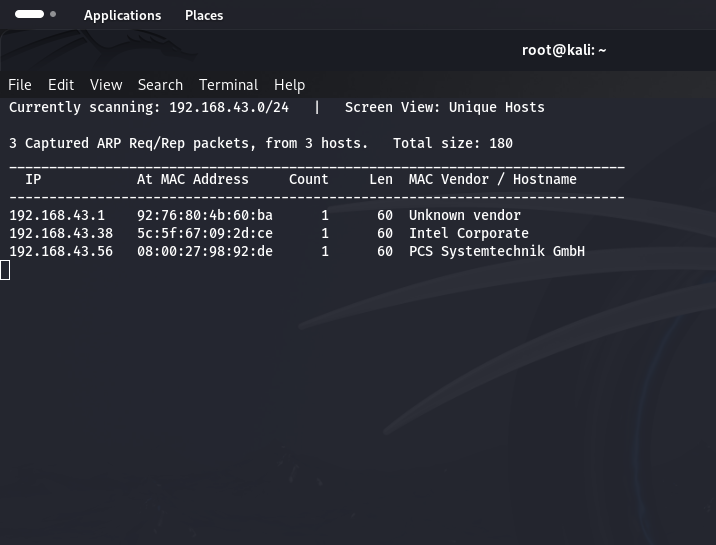 Applications Places
root@kali: ~
File Edit View Search Terminal Help
Currently scanning: 192.168.43.0/24   |   Screen View: Unique Hosts
3 Captured ARP Req/Rep packets, from 3 hosts.   Total size: 180
_____________________________________________________________________________
  IP            At MAC Address     Count     Len  MAC Vendor / Hostname
-----------------------------------------------------------------------------
192.168.43.1    92:76:80:4b:60:ba      1      60  Unknown vendor
192.168.43.38   5c:5f:67:09:2d:ce      1      60  Intel Corporate
192.168.43.56   08:00:27:98:92:de      1      60  PCS Systemtechnik GmbH